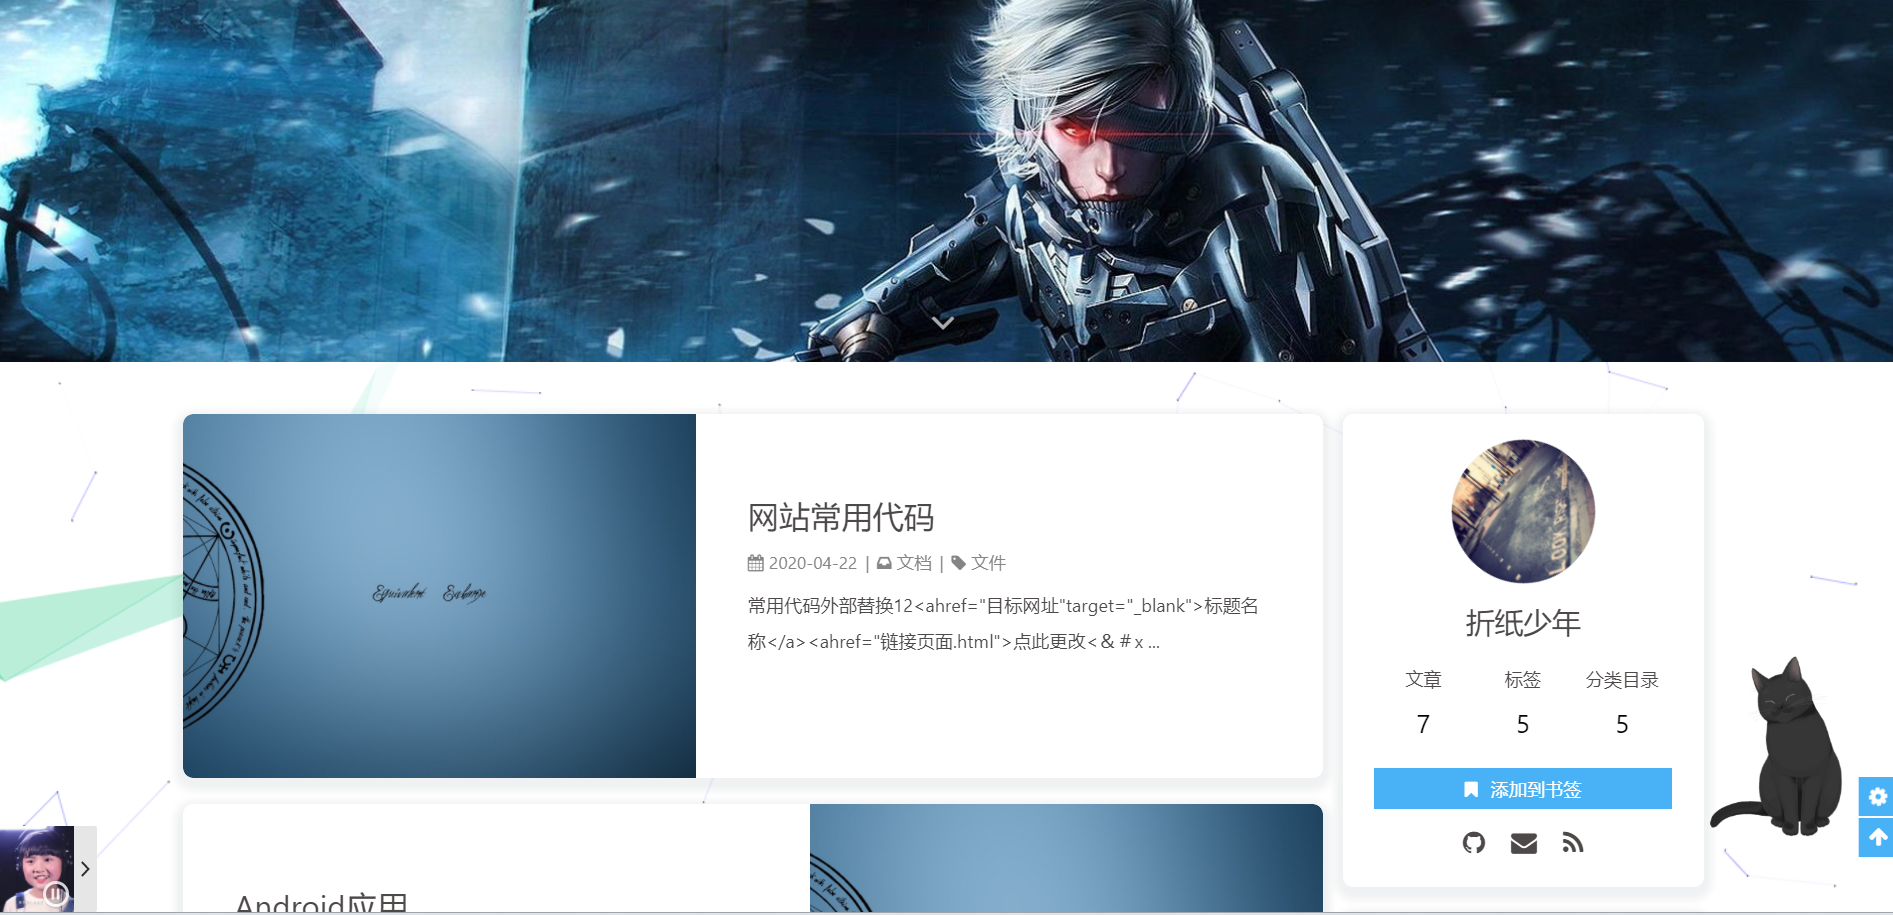 Equivalent Exchange
网站常用代码
2020-04-22 | 文档 | 文件
常用代码外部替换12<ahref="目标网址"target="_blank">标题名
称</a><ahref="链接页面.html">点此更改<＆＃x ...
折纸少年
文章 标签 分类目录
7 5 5
添加到书签
Android应用